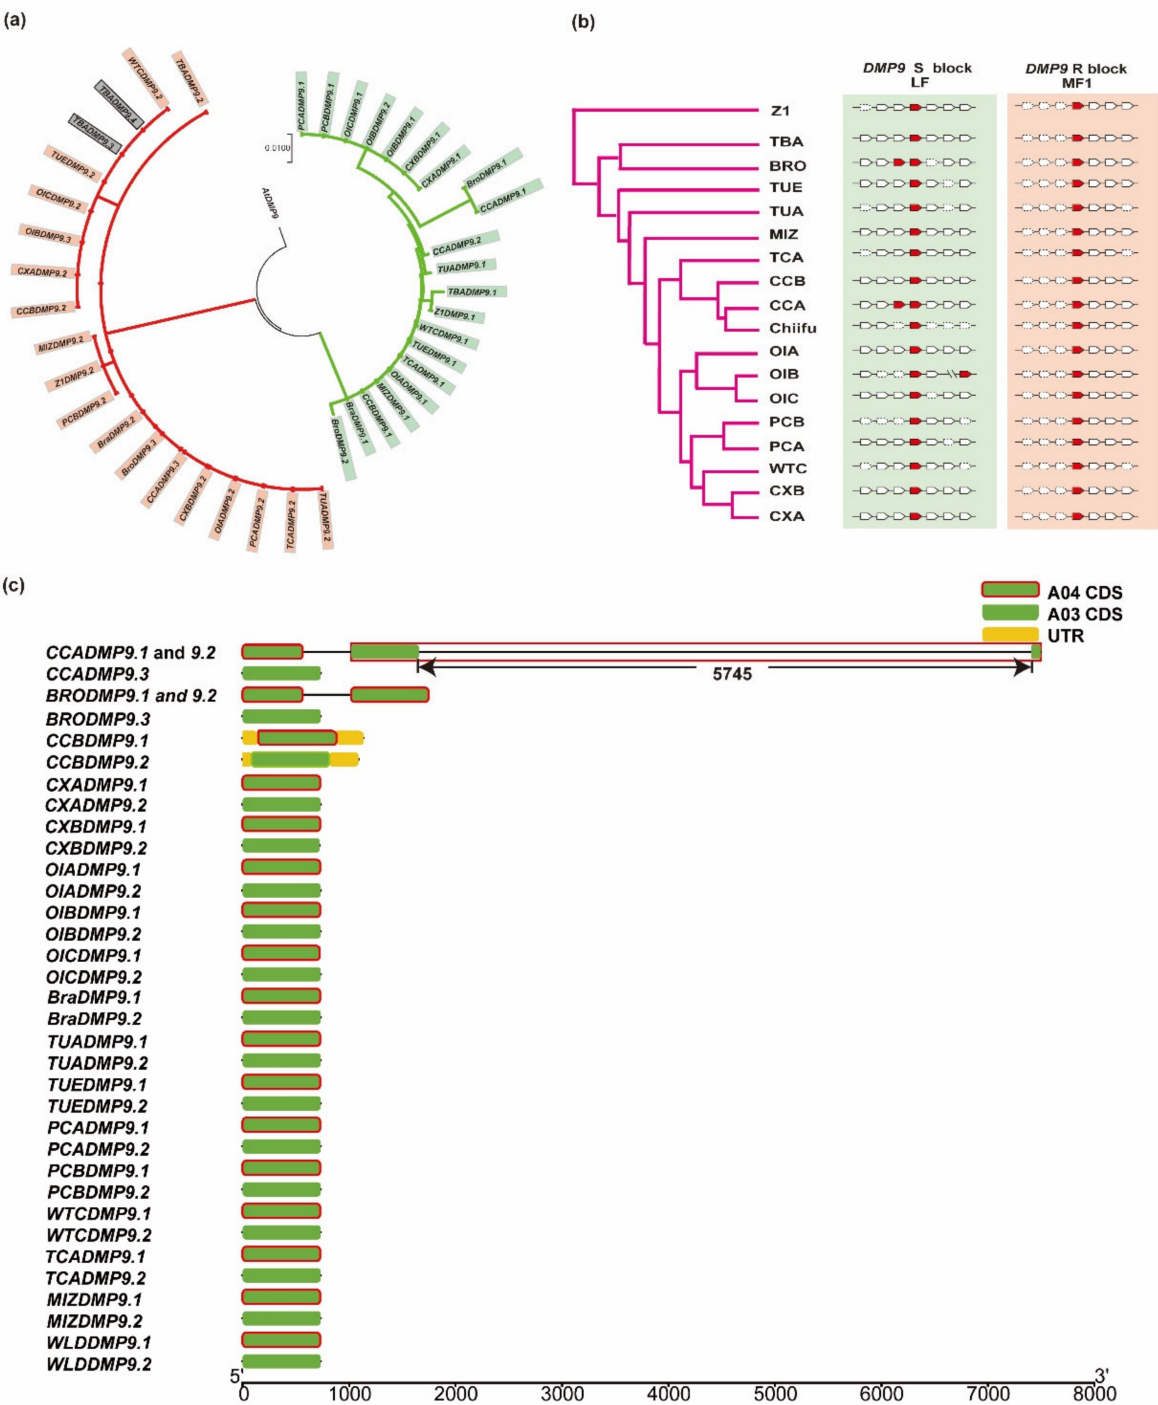 (a)
WTCDMP9.2
TBADMP9.2
TBADMP9.4
TBADMP9.3
TUEDMP9.2
OICDMP9.2
OIBDMP9.3
CXADMP9.2
CCBDMP9.2
MIZDMP9.2
Z1DMP9.2
PCBDMP9.2
BraDMP9.2
BroDMP9.3
CCADMP9.3
CXBDMP9.2
OIADMP9.2
PCADMP9.2
TCADMP9.2
TUADMP9.2
PCADMP9.1
PCBDMP9.1
OICDMP9.1
OIBDMP9.2
OIBDMP9.1
CXBDMP9.1
CXADMP9.1
BroDMP9.1
CCADMP9.1
CCADMP9.2
TUADMP9.1
TBADMP9.1
Z1DMP9.1
WTCDMP9.1
TUEDMP9.1
TCADMP9.1
OIADMP9.1
MIZDMP9.1
CCBDMP9.1
BraDMP9.1
BroDMP9.2
0.0100
AtDMP9
(b)
DMP9 S block
LF
DMP9 R block
MF1
Z1
TBA
BRO
TUE
TUA
MIZ
TCA
CCB
CCA
Chiifu
OIA
OIB
OIC
PCB
PCA
WTC
CXB
CXA
(c)
A04 CDS
A03 CDS
UTR
CCADMP9.1 and 9.2
5745
CCADMP9.3
BRODMP9.1 and 9.2
BRODMP9.3
CCBDMP9.1
CCBDMP9.2
CXADMP9.1
CXADMP9.2
CXBDMP9.1
CXBDMP9.2
OIADMP9.1
OIADMP9.2
OIBDMP9.1
OIBDMP9.2
OICDMP9.1
OICDMP9.2
BraDMP9.1
BraDMP9.2
TUADMP9.1
TUADMP9.2
TUEDMP9.1
TUEDMP9.2
PCADMP9.1
PCADMP9.2
PCBDMP9.1
PCBDMP9.2
WTCDMP9.1
WTCDMP9.2
TCADMP9.1
TCADMP9.2
MIZDMP9.1
MIZDMP9.2
WLDDMP9.1
WLDDMP9.2
5' 3'
0 1000 2000 3000 4000 5000 6000 7000 8000